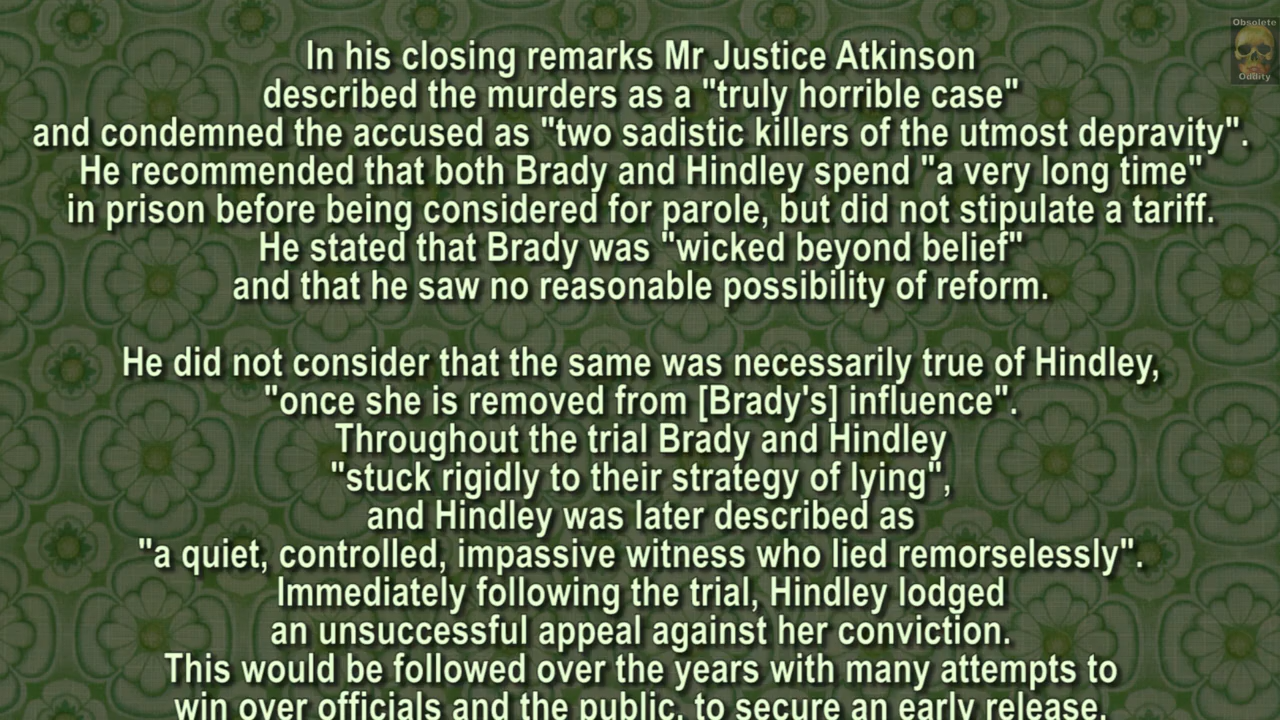 Obsolete
Oddity
In his closing remarks Mr Justice Atkinson
described the murders as a "truly horrible case"
and condemned the accused as "two sadistic killers of the utmost depravity".
He recommended that both Brady and Hindley spend "a very long time"
in prison before being considered for parole, but did not stipulate a tariff.
He stated that Brady was "wicked beyond belief"
and that he saw no reasonable possibility of reform.
He did not consider that the same was necessarily true of Hindley,
"once she is removed from [Brady's] influence".
Throughout the trial Brady and Hindley
"stuck rigidly to their strategy of lying",
and Hindley was later described as
"a quiet, controlled, impassive witness who lied remorselessly".
Immediately following the trial, Hindley lodged
an unsuccessful appeal against her conviction.
This would be followed over the years with many attempts to
win over officials and the public, to secure an early release.